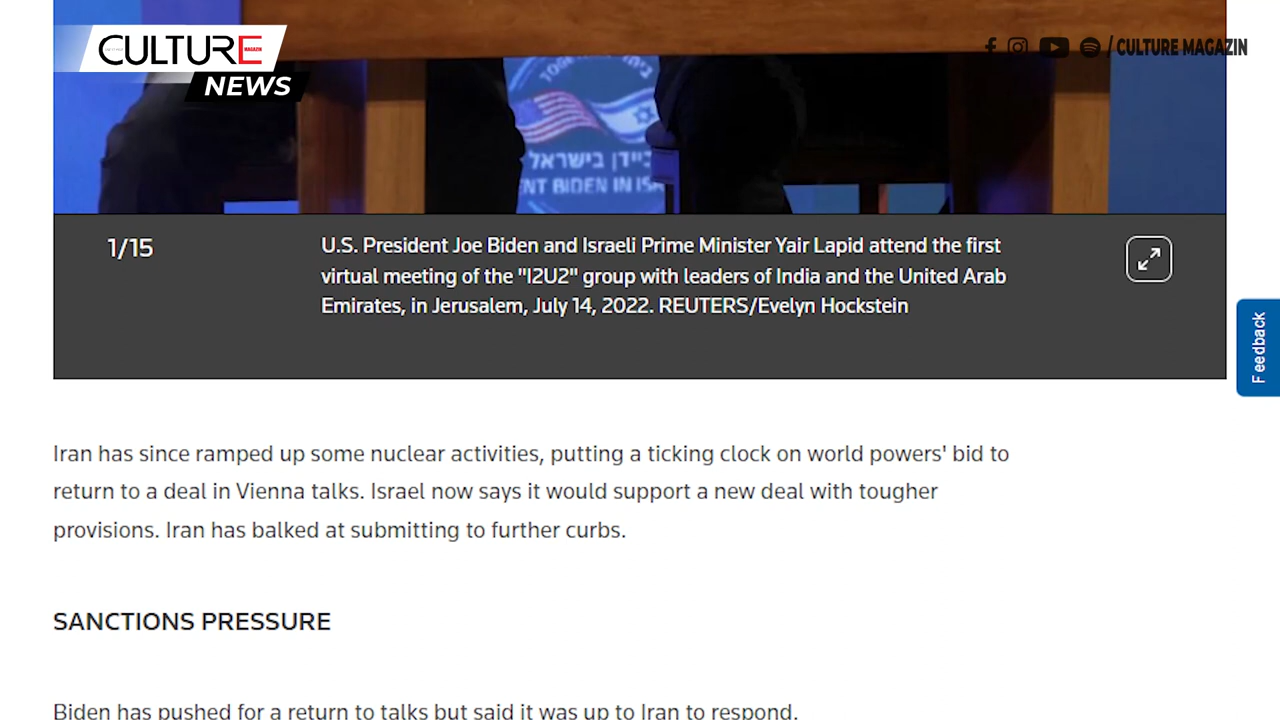 CULTURE
MAGAZIN
NEWS
/ CULTURE MAGAZIN
ביידן בישראל
NT BIDEN IN ISRA
1/15
U.S. President Joe Biden and Israeli Prime Minister Yair Lapid attend the first
virtual meeting of the "I2U2" group with leaders of India and the United Arab
Emirates, in Jerusalem, July 14, 2022. REUTERS/Evelyn Hockstein
Feedback
Iran has since ramped up some nuclear activities, putting a ticking clock on world powers' bid to
return to a deal in Vienna talks. Israel now says it would support a new deal with tougher
provisions. Iran has balked at submitting to further curbs.
SANCTIONS PRESSURE
Biden has pushed for a return to talks but said it was up to Iran to respond.